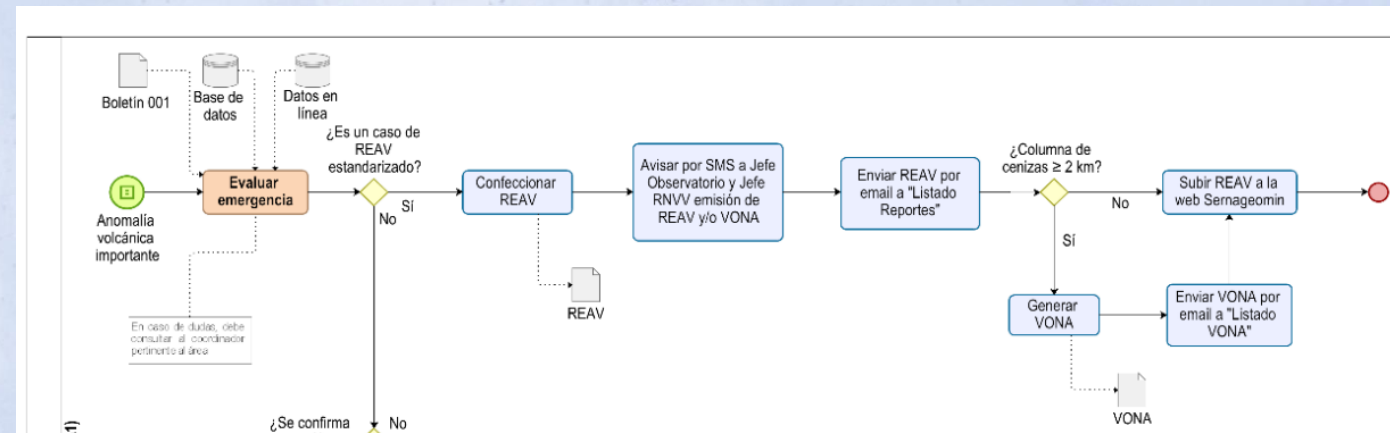 Boletín 001
Base de
datos
Datos en
línea
¿Es un caso de
REAV
estandarizado?
Anomalía
volcánica
importante
Evaluar
emergencia
Sí
No
Confeccionar
REAV
REAV
Avisar por SMS a Jefe
Observatorio y Jefe
RNVV emisión de
REAV y/o VONA
Enviar REAV por
email a "Listado
Reportes"
¿Columna de
cenizas ≥ 2 km?
No
Sí
Subir REAV a la
web Sernageomin
Generar
VONA
Enviar VONA por
email a "Listado
VONA"
VONA
En caso de dudas, debe
consultar al coordinador
pertinente al área
¿Se confirma
No